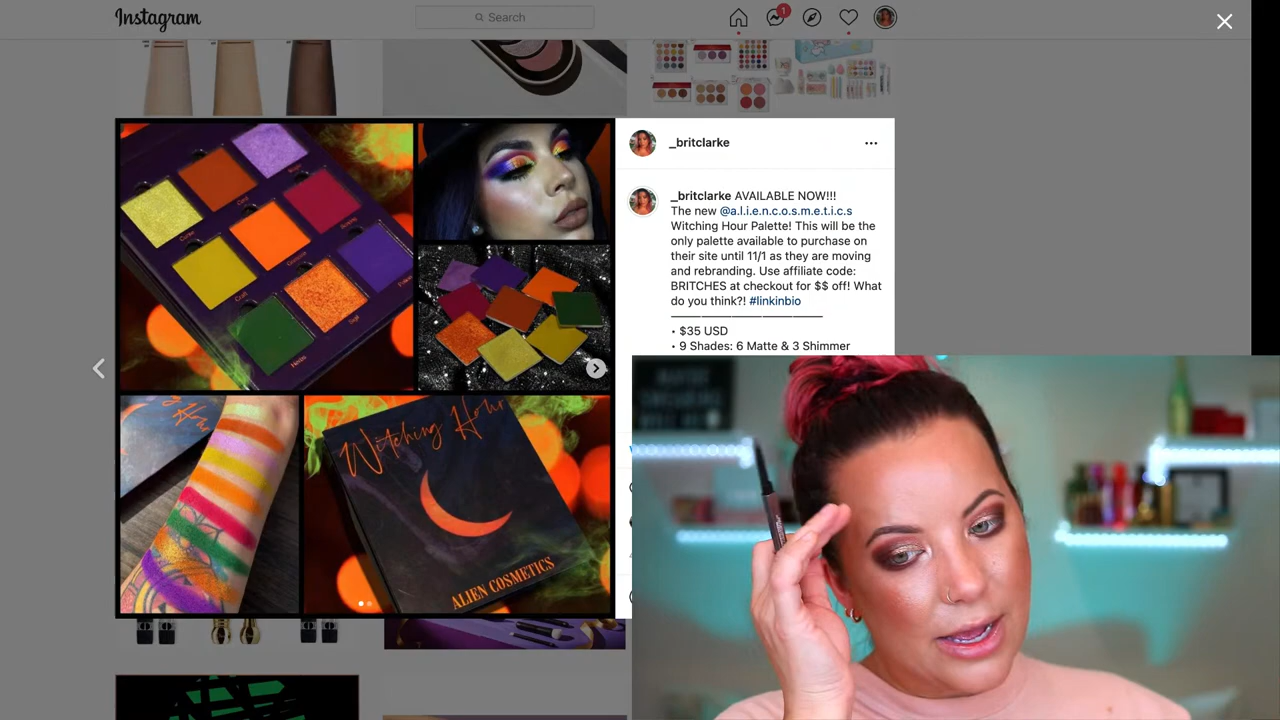 Instagram
Search
1
_britclarke
_britclarke AVAILABLE NOW!!!
The new @a.l.i.e.n.c.o.s.m.e.t.i.c.s
Witching Hour Palette! This will be the
only palette available to purchase on
their site until 11/1 as they are moving
and rebranding. Use affiliate code:
BRITCHES at checkout for $$ off! What
do you think?! #linkinbio
• $35 USD
• 9 Shades: 6 Matte & 3 Shimmer
Witching Hour
ALIEN COSMETICS